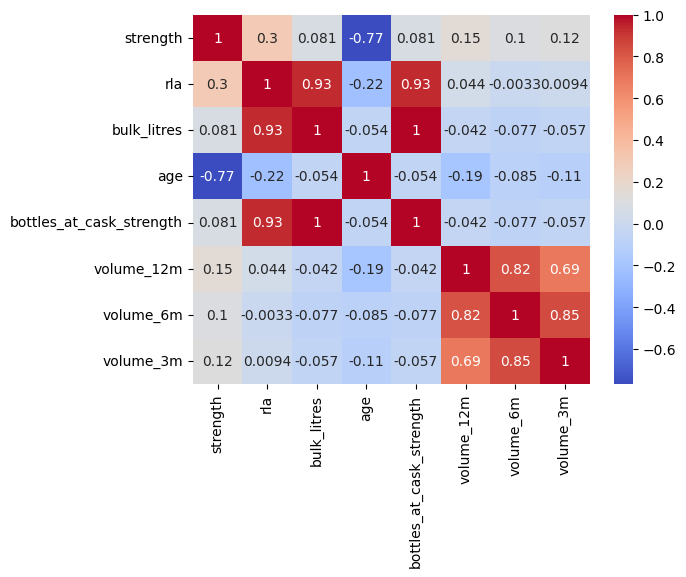 strength 1 0.3 0.081 -0.77 0.081 0.15 0.1 0.12
rla 0.3 1 0.93 -0.22 0.93 0.044 -0.0033 0.0094
bulk_litres 0.081 0.93 1 -0.054 1 -0.042 -0.077 -0.057
age -0.77 -0.22 -0.054 1 -0.054 -0.19 -0.085 -0.11
bottles_at_cask_strength 0.081 0.93 1 -0.054 1 -0.042 -0.077 -0.057
volume_12m 0.15 0.044 -0.042 -0.19 -0.042 1 0.82 0.69
volume_6m 0.1 -0.0033 -0.077 -0.085 -0.077 0.82 1 0.85
volume_3m 0.12 0.0094 -0.057 -0.11 -0.057 0.69 0.85 1
strength
rla
bulk_litres
age
bottles_at_cask_strength
volume_12m
volume_6m
volume_3m
1.0
0.8
0.6
0.4
0.2
0.0
−0.2
−0.4
−0.6